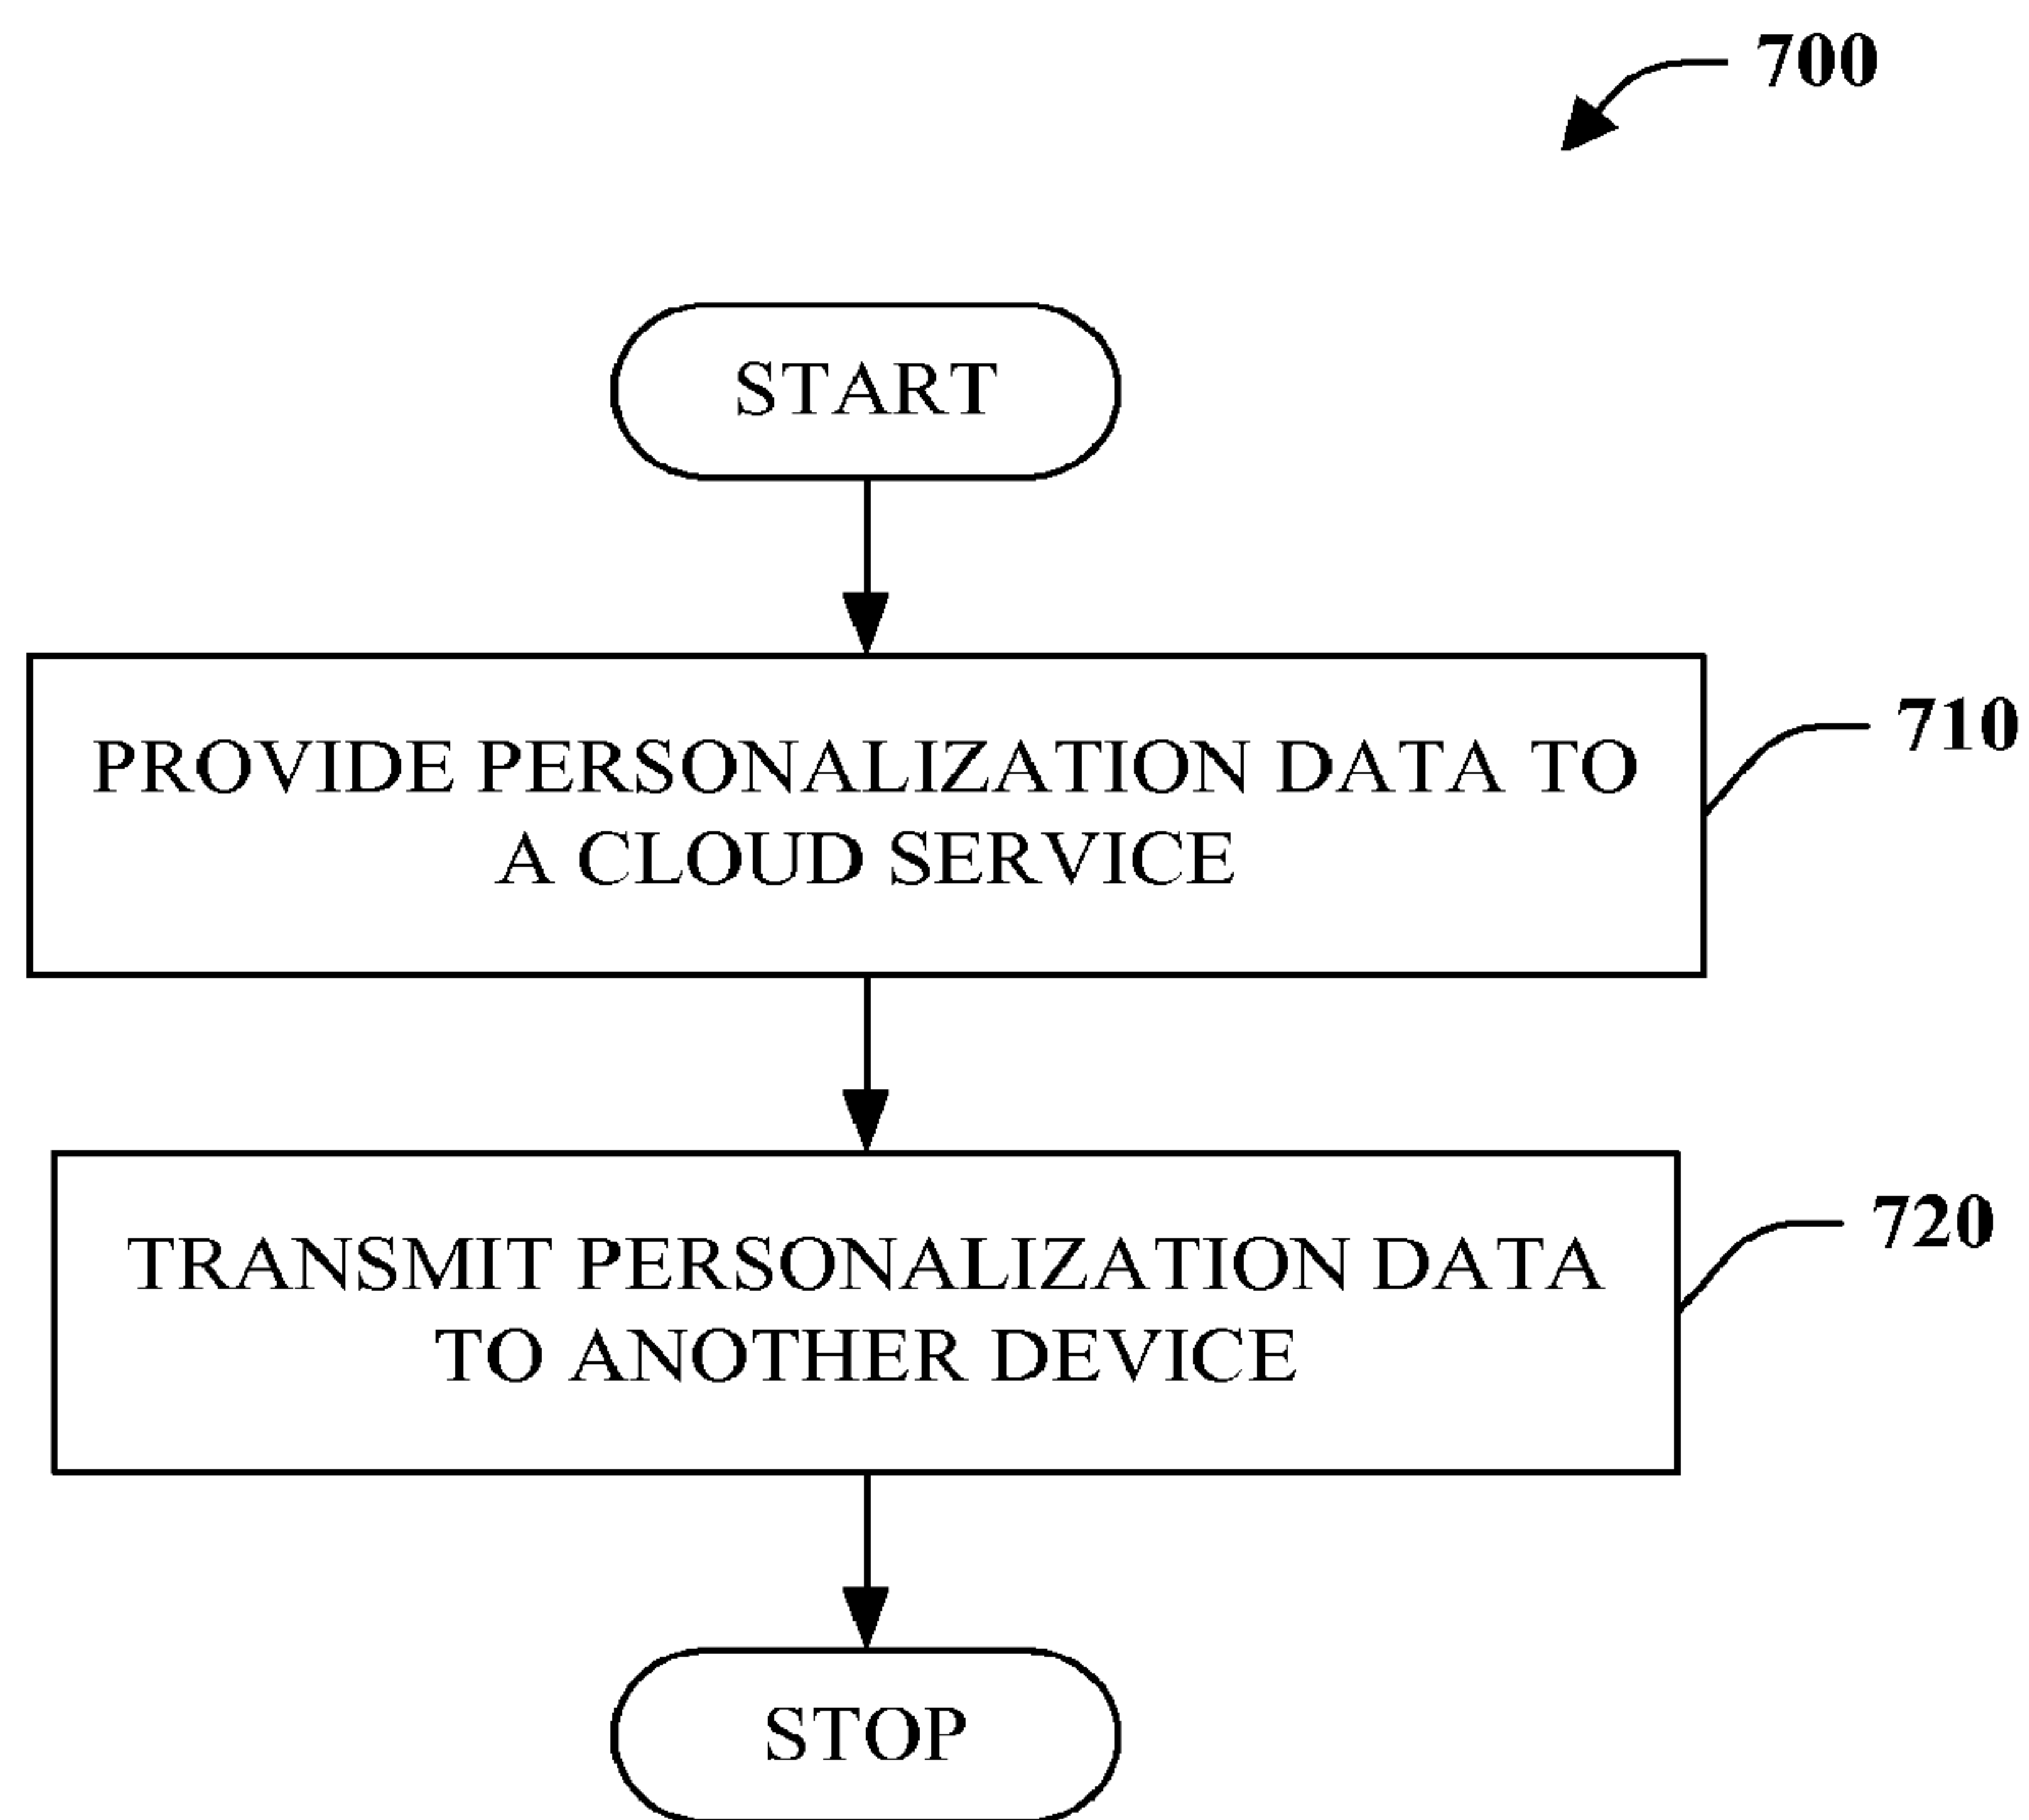 700
START
PROVIDE PERSONALIZATION DATA TO
A CLOUD SERVICE
710
TRANSMIT PERSONALIZATION DATA
TO ANOTHER DEVICE
720
STOP